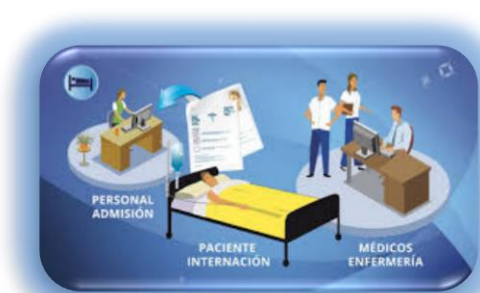 PERSONAL
ADMISIÓN
PACIENTE
INTERNACIÓN
MÉDICOS
ENFERMERÍA